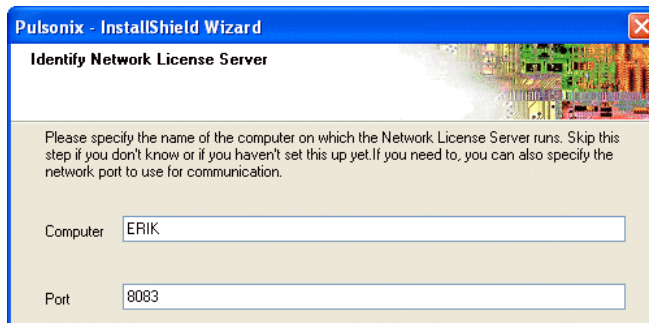 Pulsonix - InstallShield Wizard
Identify Network License Server
Please specify the name of the computer on which the Network License Server runs. Skip this
step if you don't know or if you haven't set this up yet.If you need to, you can also specify the
network port to use for communication.
Computer ERIK
Port 8083